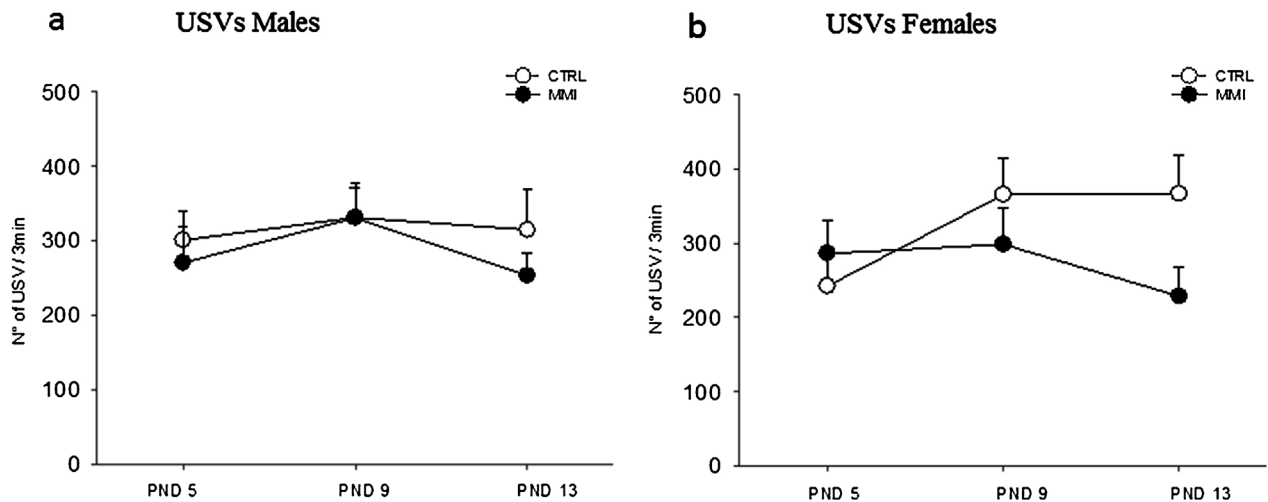 a USVs Males
CTRL
MMI
500
400
300
200
100
0
N° of USV / 3min
PND 5 PND 9 PND 13
b USVs Females
CTRL
MMI
500
400
300
200
100
0
N° of USV / 3min
PND 5 PND 9 PND 13